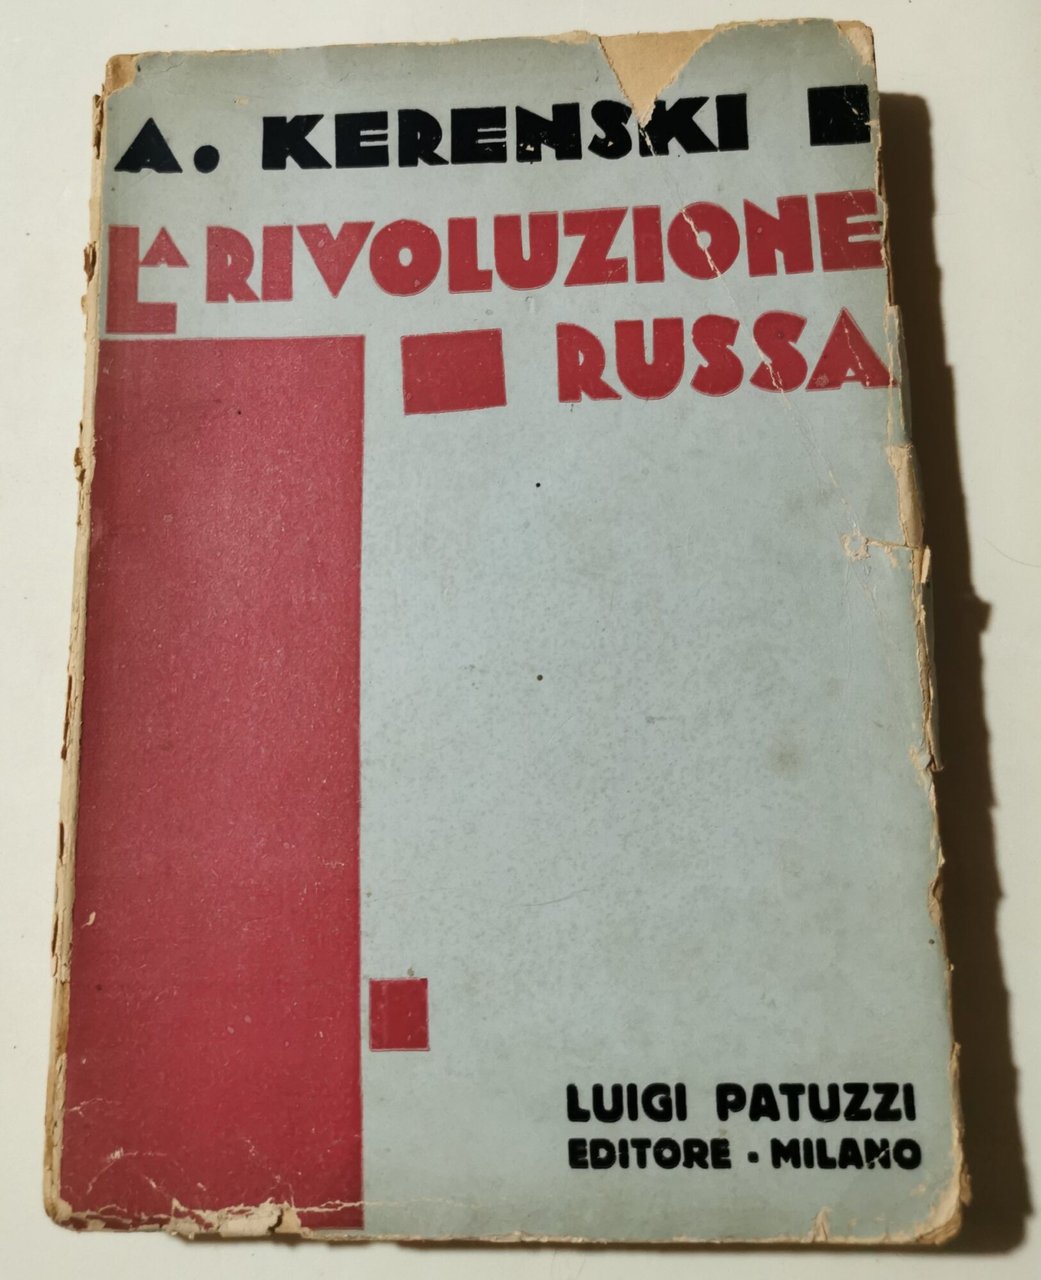 A. KERENSKI
LA RIVOLUZIONE
RUSSA
LUIGI PATUZZI
EDITORE - MILANO